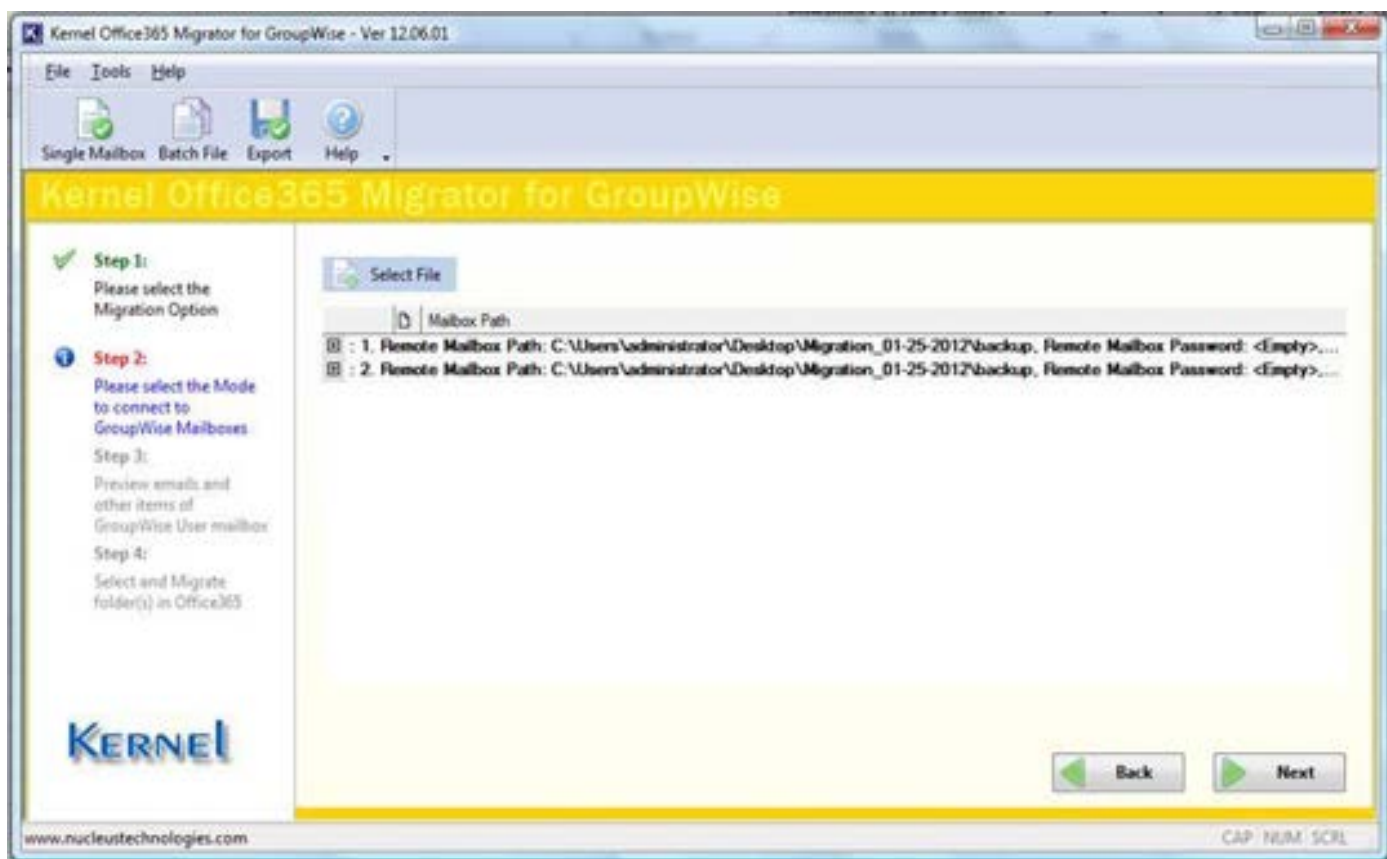 Kernel Office365 Migrator for GroupWise - Ver 12.06.01
File Tools Help
Single Mailbox Batch File Export Help
Kernel Office365 Migrator for GroupWise
Step 1:
Please select the
Migration Option
Step 2:
Please select the Mode
to connect to
GroupWise Mailboxes
Step 3:
Preview emails and
other items of
GroupWise User mailbox
Step 4:
Select and Migrate
folder(s) in Office365
KERNEl
Select File
Mailbox Path
: 1. Remote Mailbox Path: C:\Users\administrator\Desktop\Migration_01-25-2012\backup, Remote Mailbox Password: <Empty>,...
: 2. Remote Mailbox Path: C:\Users\administrator\Desktop\Migration_01-25-2012\backup, Remote Mailbox Password: <Empty>,...
Back Next
www.nucleustechnologies.com
CAP NUM SCRL